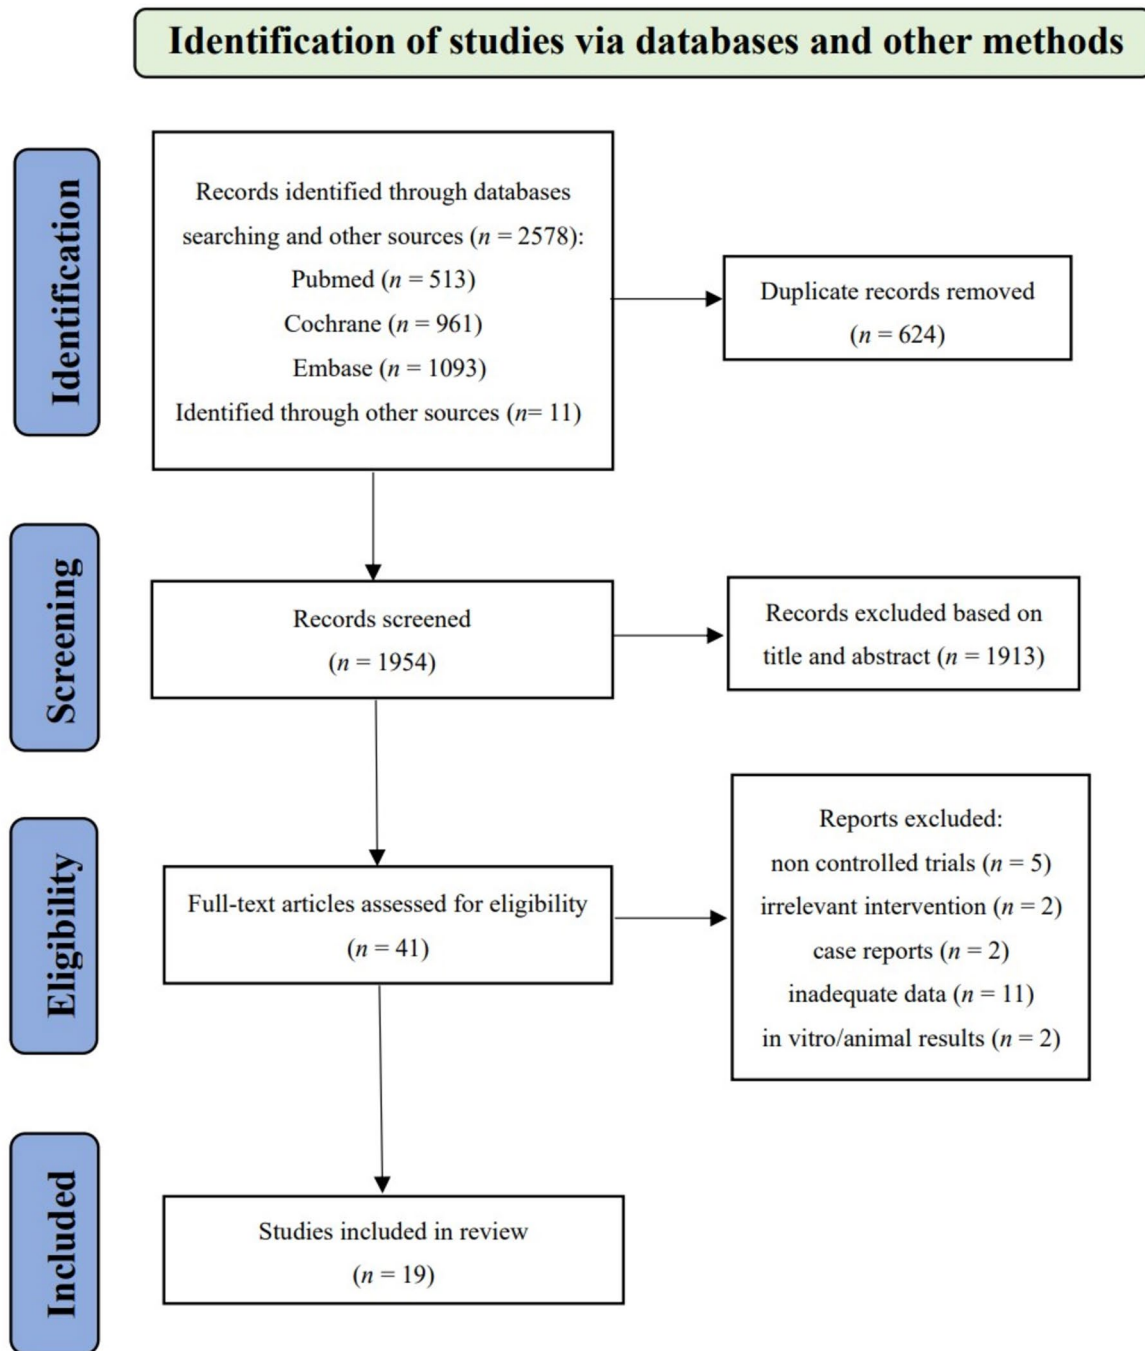 Identification of studies via databases and other methods
Identification
Records identified through databases
searching and other sources (n = 2578):
Pubmed (n = 513)
Cochrane (n = 961)
Embase (n = 1093)
Identified through other sources (n= 11)
Duplicate records removed
(n = 624)
Screening
Records screened
(n = 1954)
Records excluded based on
title and abstract (n = 1913)
Eligibility
Full-text articles assessed for eligibility
(n = 41)
Reports excluded:
non controlled trials (n = 5)
irrelevant intervention (n = 2)
case reports (n = 2)
inadequate data (n = 11)
in vitro/animal results (n = 2)
Included
Studies included in review
(n = 19)